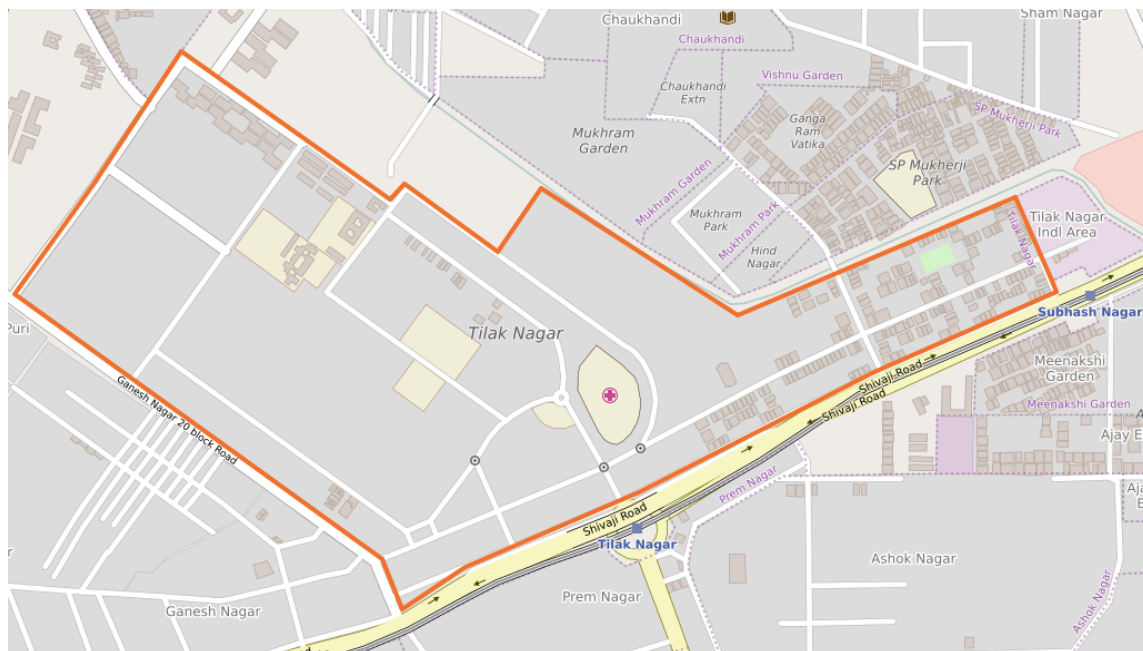 Chaukhandi
Sham Nagar
Chaukhandi
Vishnu Garden
Chaukhandi
Extn
Ganga
Ram
Vatika
SP Mukherji Park
Mukhram
Garden
SP Mukherji
Park
Mukhram Garden
Mukhram
Park
Mukhram Park
Hind
Nagar
Tilak Nagar
Tilak Nagar
Indl Area
Subhash Nagar
Puri
Tilak Nagar
Meenakshi
Garden
Shivaji Road
Shivaji Road
Meenakshi Garden
Ganesh Nagar 20 block Road
Ajay E
Prem Nagar
Shivaji Road
Tilak Nagar
Ashok Nagar
Prem Nagar
Ganesh Nagar
Ashok Nagar